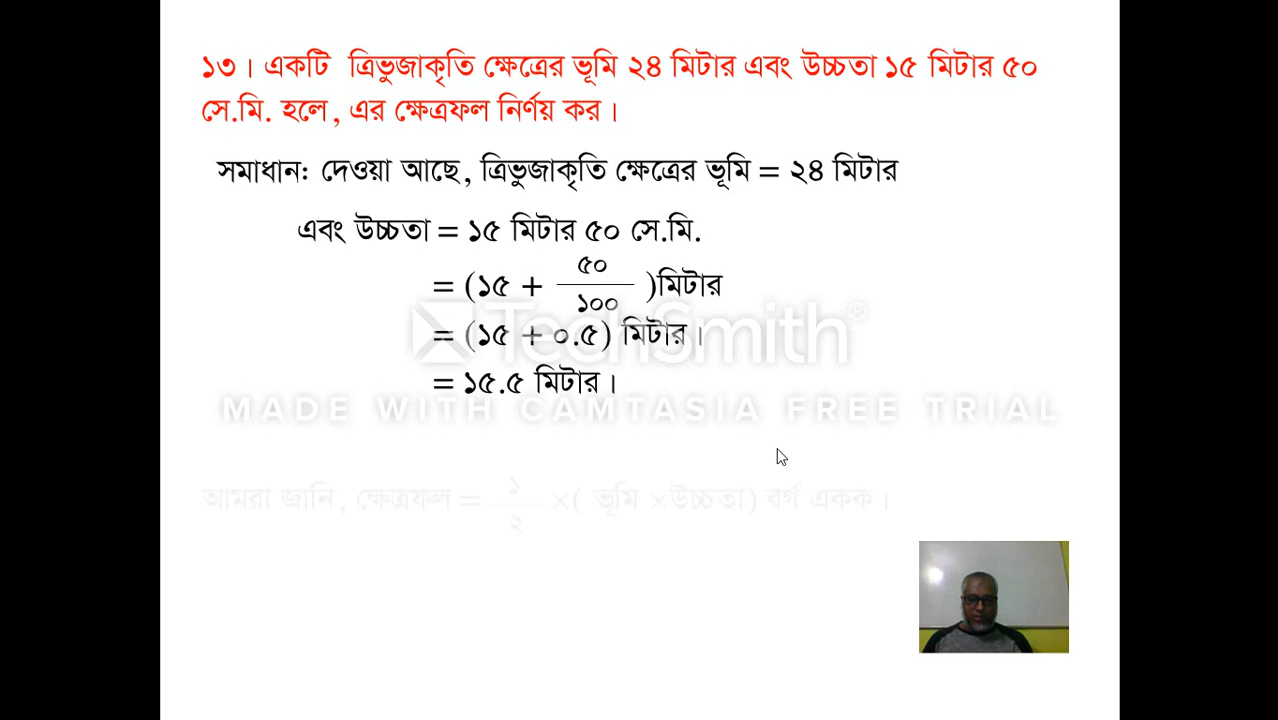 ১৩। একটি ত্রিভুজাকৃতি ক্ষেত্রের ভূমি ২৪ মিটার এবং উচ্চতা ১৫ মিটার ৫০
সে.মি. হলে, এর ক্ষেত্রফল নির্ণয় কর।
সমাধান: দেওয়া আছে, ত্রিভুজাকৃতি ক্ষেত্রের ভূমি = ২৪ মিটার
এবং উচ্চতা = ১৫ মিটার ৫০ সে.মি.
= (১৫ + ৫০/১০০ )মিটার
= (১৫ + ০.৫) মিটার।
TechSmith®
= ১৫.৫ মিটার।
MADE WITH CAMTASIA FREE TRIAL
আমরা জানি, ক্ষেত্রফল = ১/২ ×( ভূমি ×উচ্চতা) বর্গ একক।